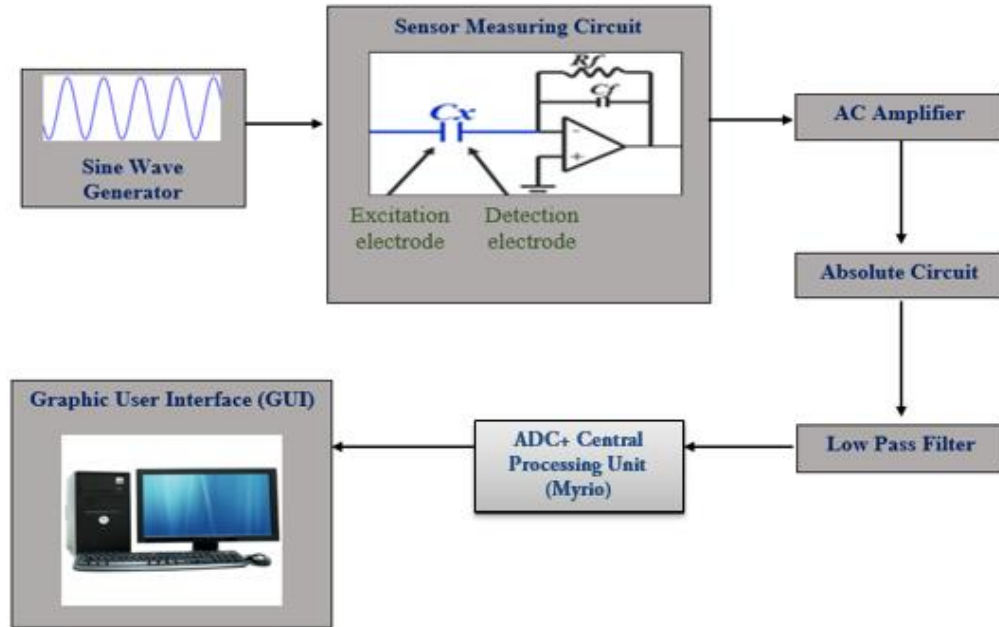 Sensor Measuring Circuit
Rf
Cf
Cx
-
+
Excitation
electrode
Detection
electrode
Sine Wave
Generator
AC Amplifier
Absolute Circuit
Low Pass Filter
ADC+ Central
Processing Unit
(Myrio)
Graphic User Interface (GUI)